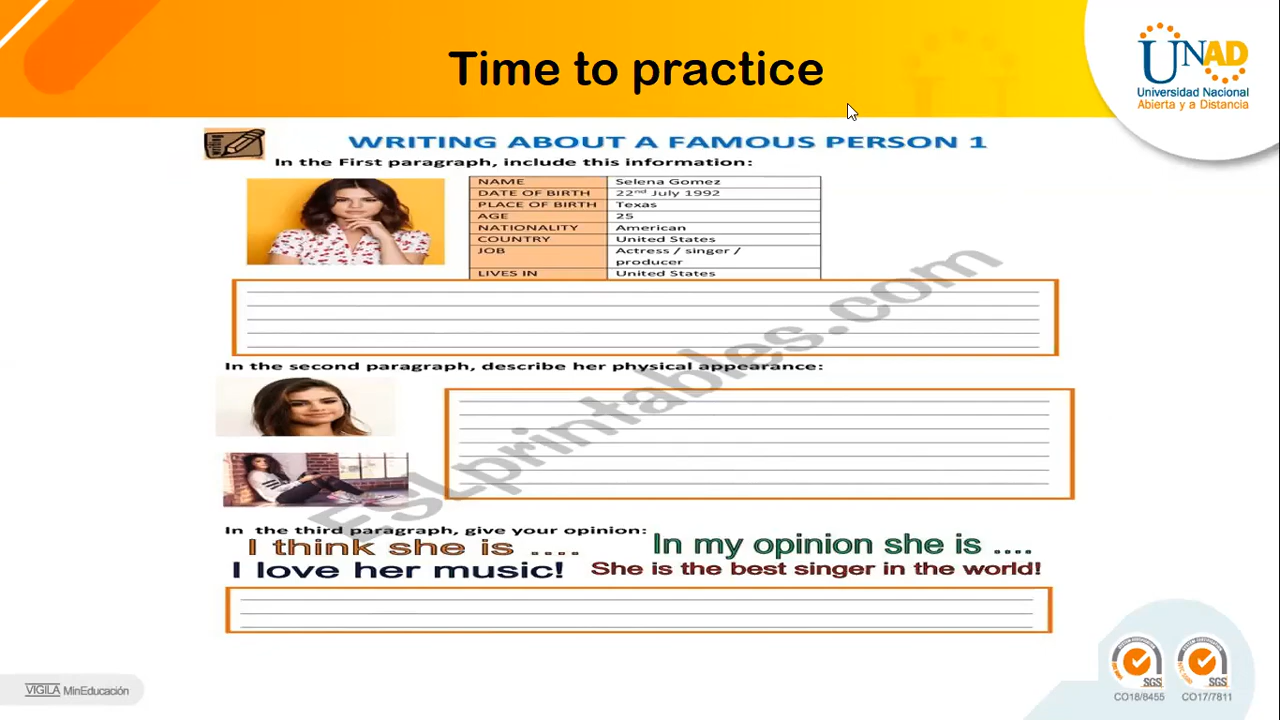 Time to practice
UNAD
Universidad Nacional
Abierta y a Distancia
WRITING ABOUT A FAMOUS PERSON 1
In the First paragraph, include this information:
NAME Selena Gomez
DATE OF BIRTH 22nd July 1992
PLACE OF BIRTH Texas
AGE 25
NATIONALITY American
COUNTRY United States
JOB Actress / singer /
producer
LIVES IN United States
In the second paragraph, describe her physical appearance:
ESLprintables.com
In the third paragraph, give your opinion:
I think she is ....
In my opinion she is ....
I love her music!
She is the best singer in the world!
VIGILA MinEducación
SGS
CO18/8455
SGS
CO17/7811